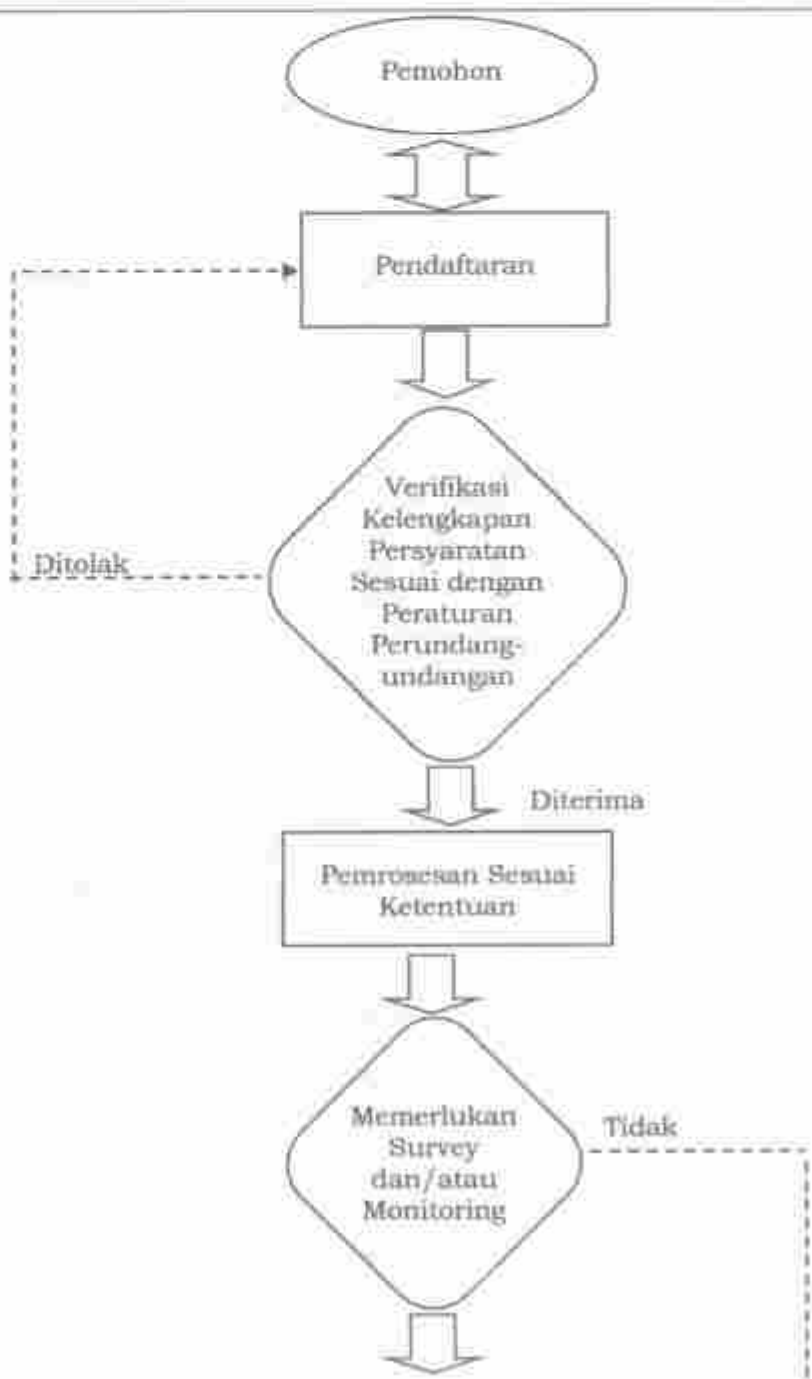 Pemohon
Pendaftaran
Verifikasi
Kelengkapan
Persyaratan
Sesuai dengan
Peraturan
Perundang-
undangan
Ditolak
Diterima
Pemrosesan Sesuai
Ketentuan
Memerlukan
Survey
dan/atau
Monitoring
Tidak